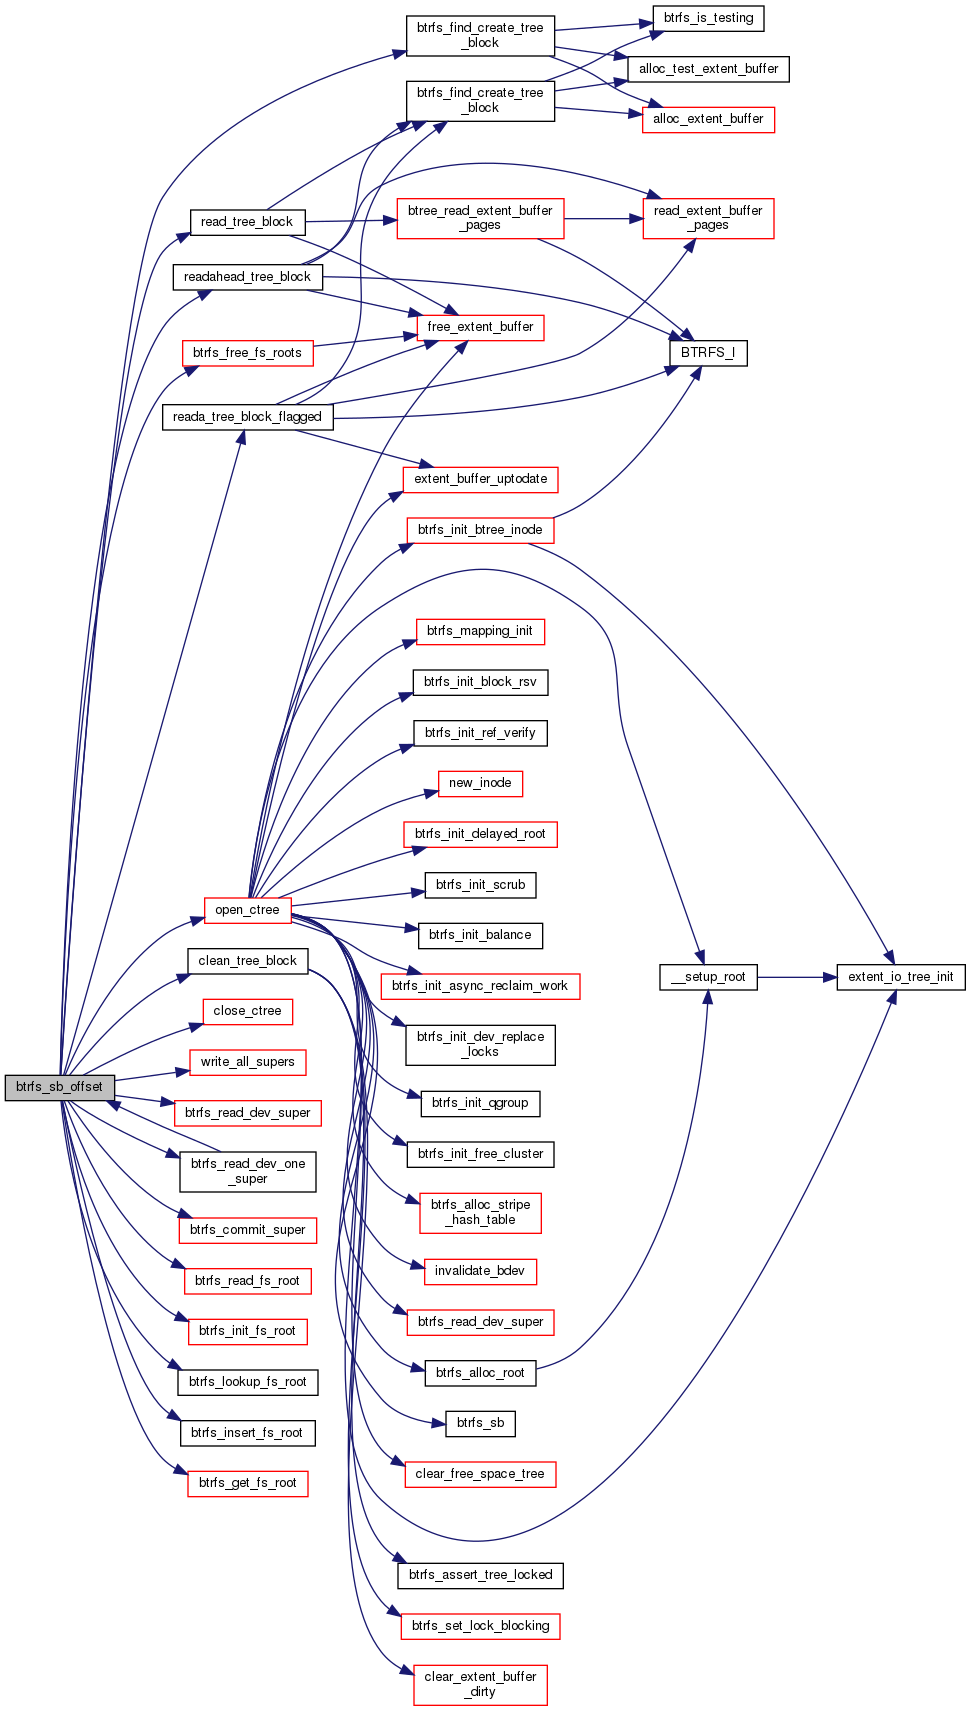 btrfs_find_create_tree
_block
btrfs_is_testing
alloc_test_extent_buffer
btrfs_find_create_tree
_block
alloc_extent_buffer
read_tree_block
btree_read_extent_buffer
_pages
read_extent_buffer
_pages
readahead_tree_block
free_extent_buffer
btrfs_free_fs_roots
BTRFS_I
reada_tree_block_flagged
extent_buffer_uptodate
btrfs_init_btree_inode
btrfs_mapping_init
btrfs_init_block_rsv
btrfs_init_ref_verify
new_inode
btrfs_init_delayed_root
btrfs_init_scrub
open_ctree
btrfs_init_balance
clean_tree_block
btrfs_init_async_reclaim_work
__setup_root
extent_io_tree_init
close_ctree
btrfs_init_dev_replace
_locks
write_all_supers
btrfs_sb_offset
btrfs_read_dev_super
btrfs_init_qgroup
btrfs_read_dev_one
_super
btrfs_init_free_cluster
btrfs_commit_super
btrfs_alloc_stripe
_hash_table
btrfs_read_fs_root
invalidate_bdev
btrfs_init_fs_root
btrfs_read_dev_super
btrfs_lookup_fs_root
btrfs_alloc_root
btrfs_insert_fs_root
btrfs_sb
btrfs_get_fs_root
clear_free_space_tree
btrfs_assert_tree_locked
btrfs_set_lock_blocking
clear_extent_buffer
_dirty